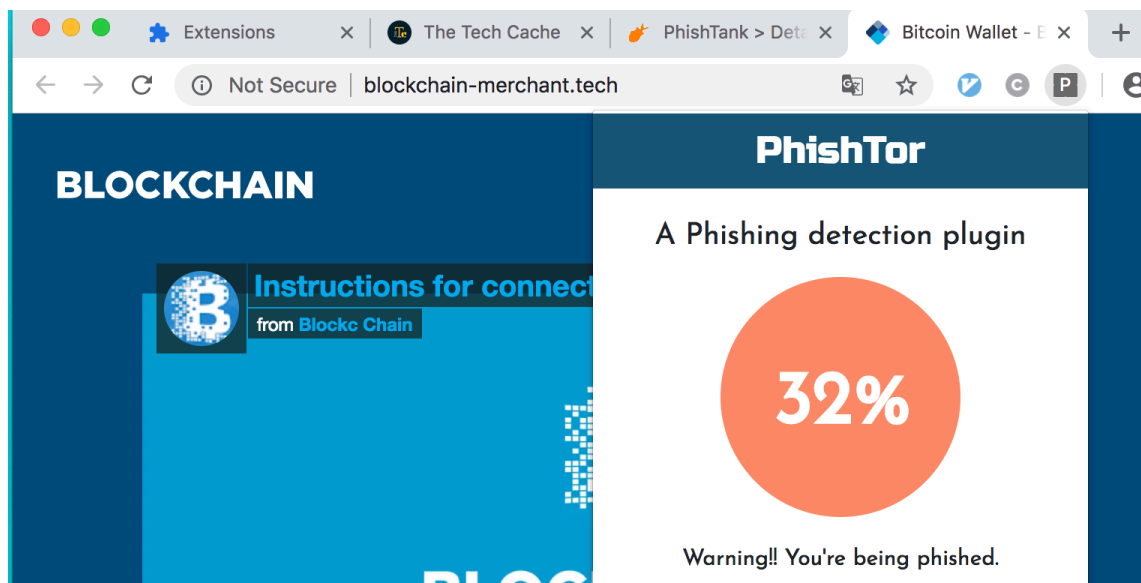 Extensions
The Tech Cache
PhishTank > Deta
Bitcoin Wallet - B
Not Secure
blockchain-merchant.tech
P
C
PhishTor
BLOCKCHAIN
A Phishing detection plugin
Instructions for connect
from Blockc Chain
32%
Warning!! You're being phished.
BLOC